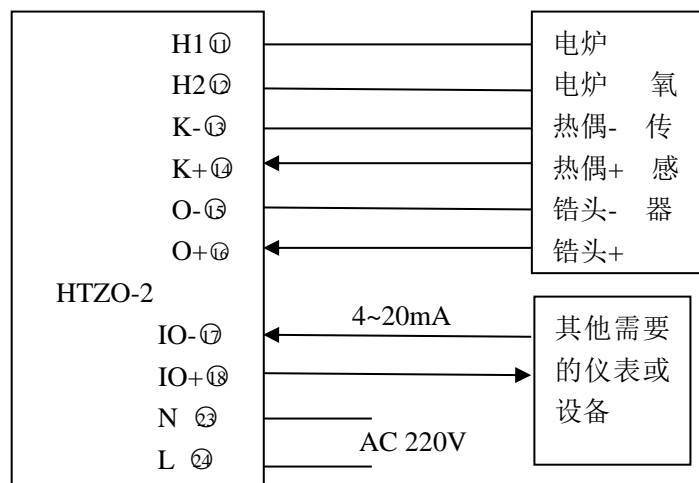 H1⑪ 电炉
H2⑫ 电炉 氧
K-⑬ 热偶- 传
K+⑭ 热偶+ 感
O-⑮ 锆头- 器
O+⑯ 锆头+
HTZO-2
4~20mA
IO-⑰
IO+⑱
N ㉓
L ㉔
AC 220V
其他需要
的仪表或
设备